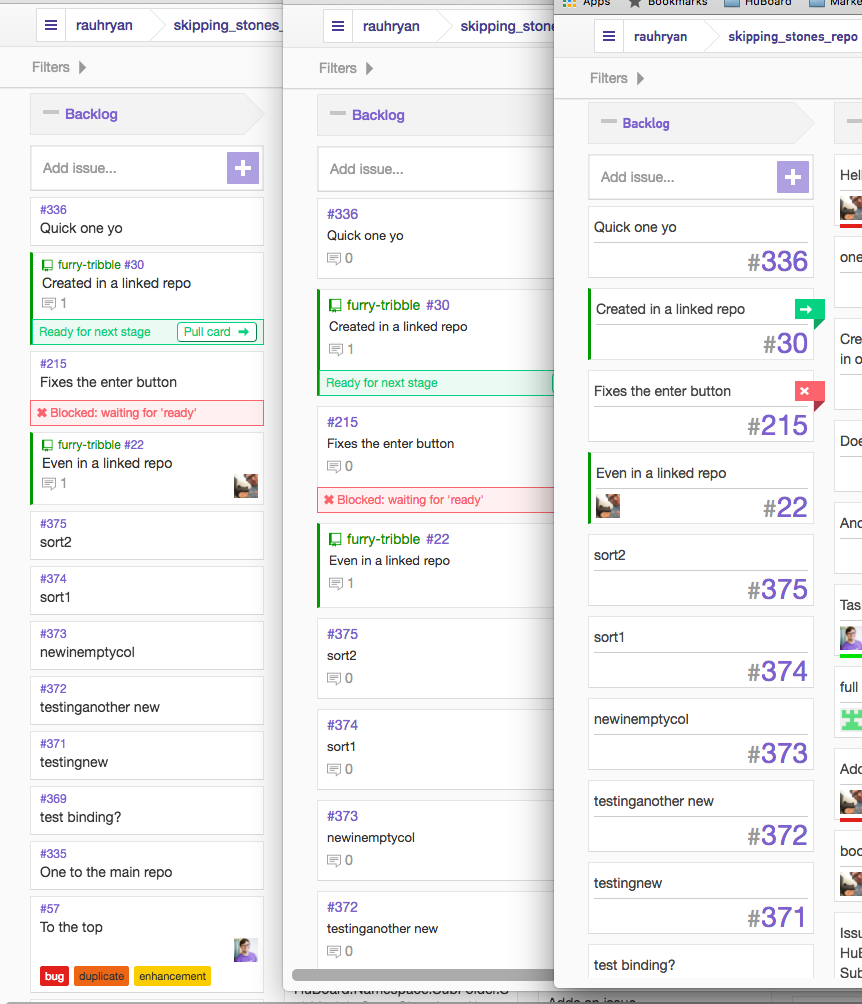 rauhryan
skipping_stones_
Filters
Backlog
Add issue...
#336
Quick one yo
furry-tribble #30
Created in a linked repo
1
Ready for next stage
Pull card
#215
Fixes the enter button
Blocked: waiting for 'ready'
furry-tribble #22
Even in a linked repo
1
#375
sort2
#374
sort1
#373
newinemptycol
#372
testinganother new
#371
testingnew
#369
test binding?
#335
One to the main repo
#57
To the top
bug duplicate enhancement
rauhryan
skipping_stone
Filters
Backlog
Add issue...
#336
Quick one yo
0
furry-tribble #30
Created in a linked repo
1
Ready for next stage
#215
Fixes the enter button
0
Blocked: waiting for 'ready'
furry-tribble #22
Even in a linked repo
1
#375
sort2
0
#374
sort1
0
#373
newinemptycol
0
#372
testinganother new
0
HuBoard.Namespace.SubFolder.S
Apps Bookmarks HuBoard Marke
rauhryan
skipping_stones_repo
Filters
Backlog
Add issue...
Quick one yo
#336
Created in a linked repo
#30
Fixes the enter button
#215
Even in a linked repo
#22
sort2
#375
sort1
#374
newinemptycol
#373
testinganother new
#372
testingnew
#371
test binding?
Hell
one
Crea
in o
Doe
And
Tas
full
Add
boo
Issu
HuB
Sub
Adds an issue